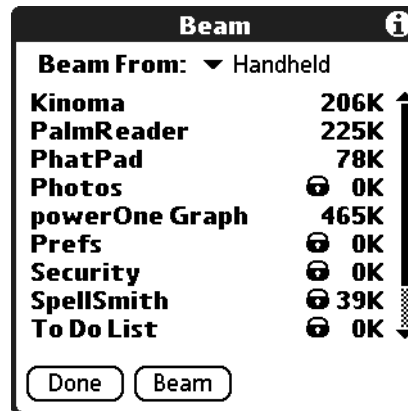 Beam
Beam From: Handheld
Kinoma 206K
PalmReader 225K
PhatPad 78K
Photos 0K
powerOne Graph 465K
Prefs 0K
Security 0K
SpellSmith 39K
To Do List 0K
Done Beam